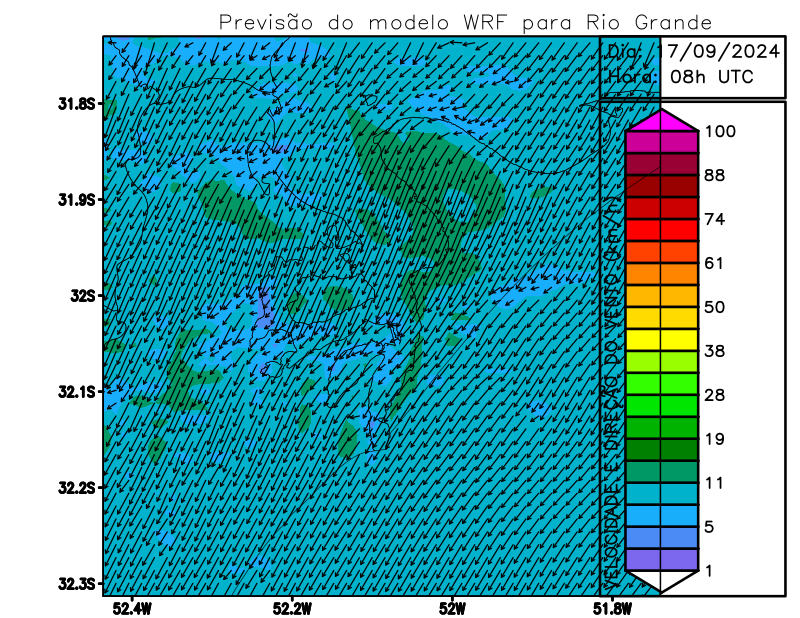 Previsão do modelo WRF para Rio Grande
Dia: 17/09/2024
Hora: 08h UTC
31.8S
31.9S
32S
32.1S
32.2S
32.3S
52.4W
52.2W
52W
51.8W
VELOCIDADE E DIREÇÃO DO VENTO (km/h)
100
88
74
61
50
38
28
19
11
5
1